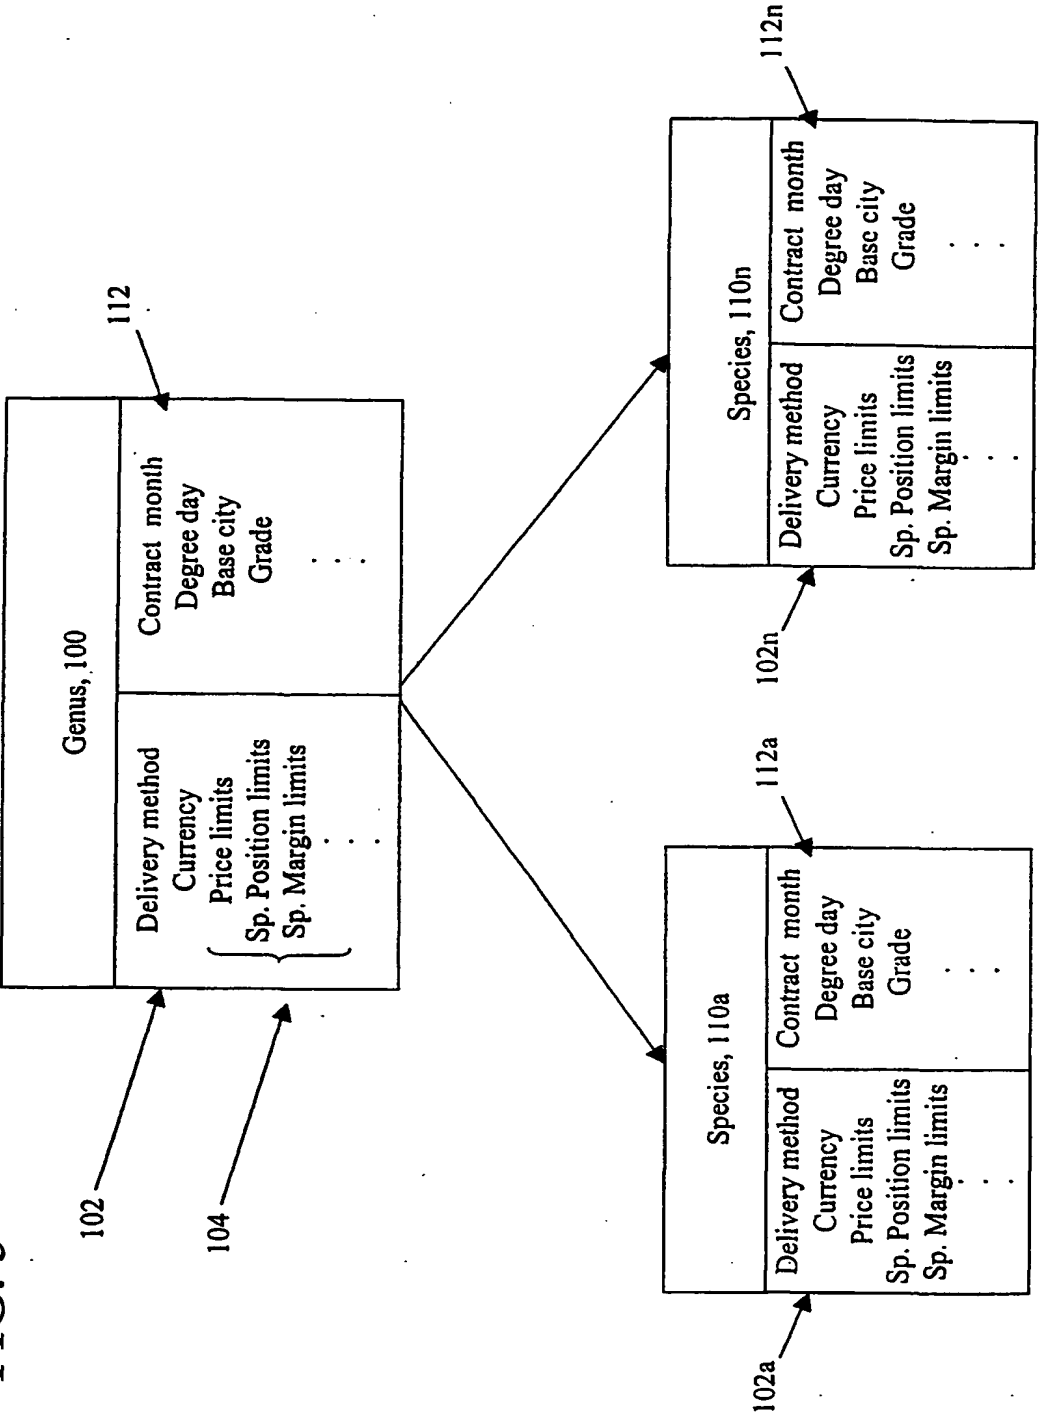 Genus, 100
Delivery method
Currency
Price limits
Sp. Position limits
Sp. Margin limits
Contract month
Degree day
Base city
Grade
102
104
112
Species, 110a
Delivery method
Currency
Price limits
Sp. Position limits
Sp. Margin limits
Contract month
Degree day
Base city
Grade
102a
112a
Species, 110n
Delivery method
Currency
Price limits
Sp. Position limits
Sp. Margin limits
Contract month
Degree day
Base city
Grade
102n
112n